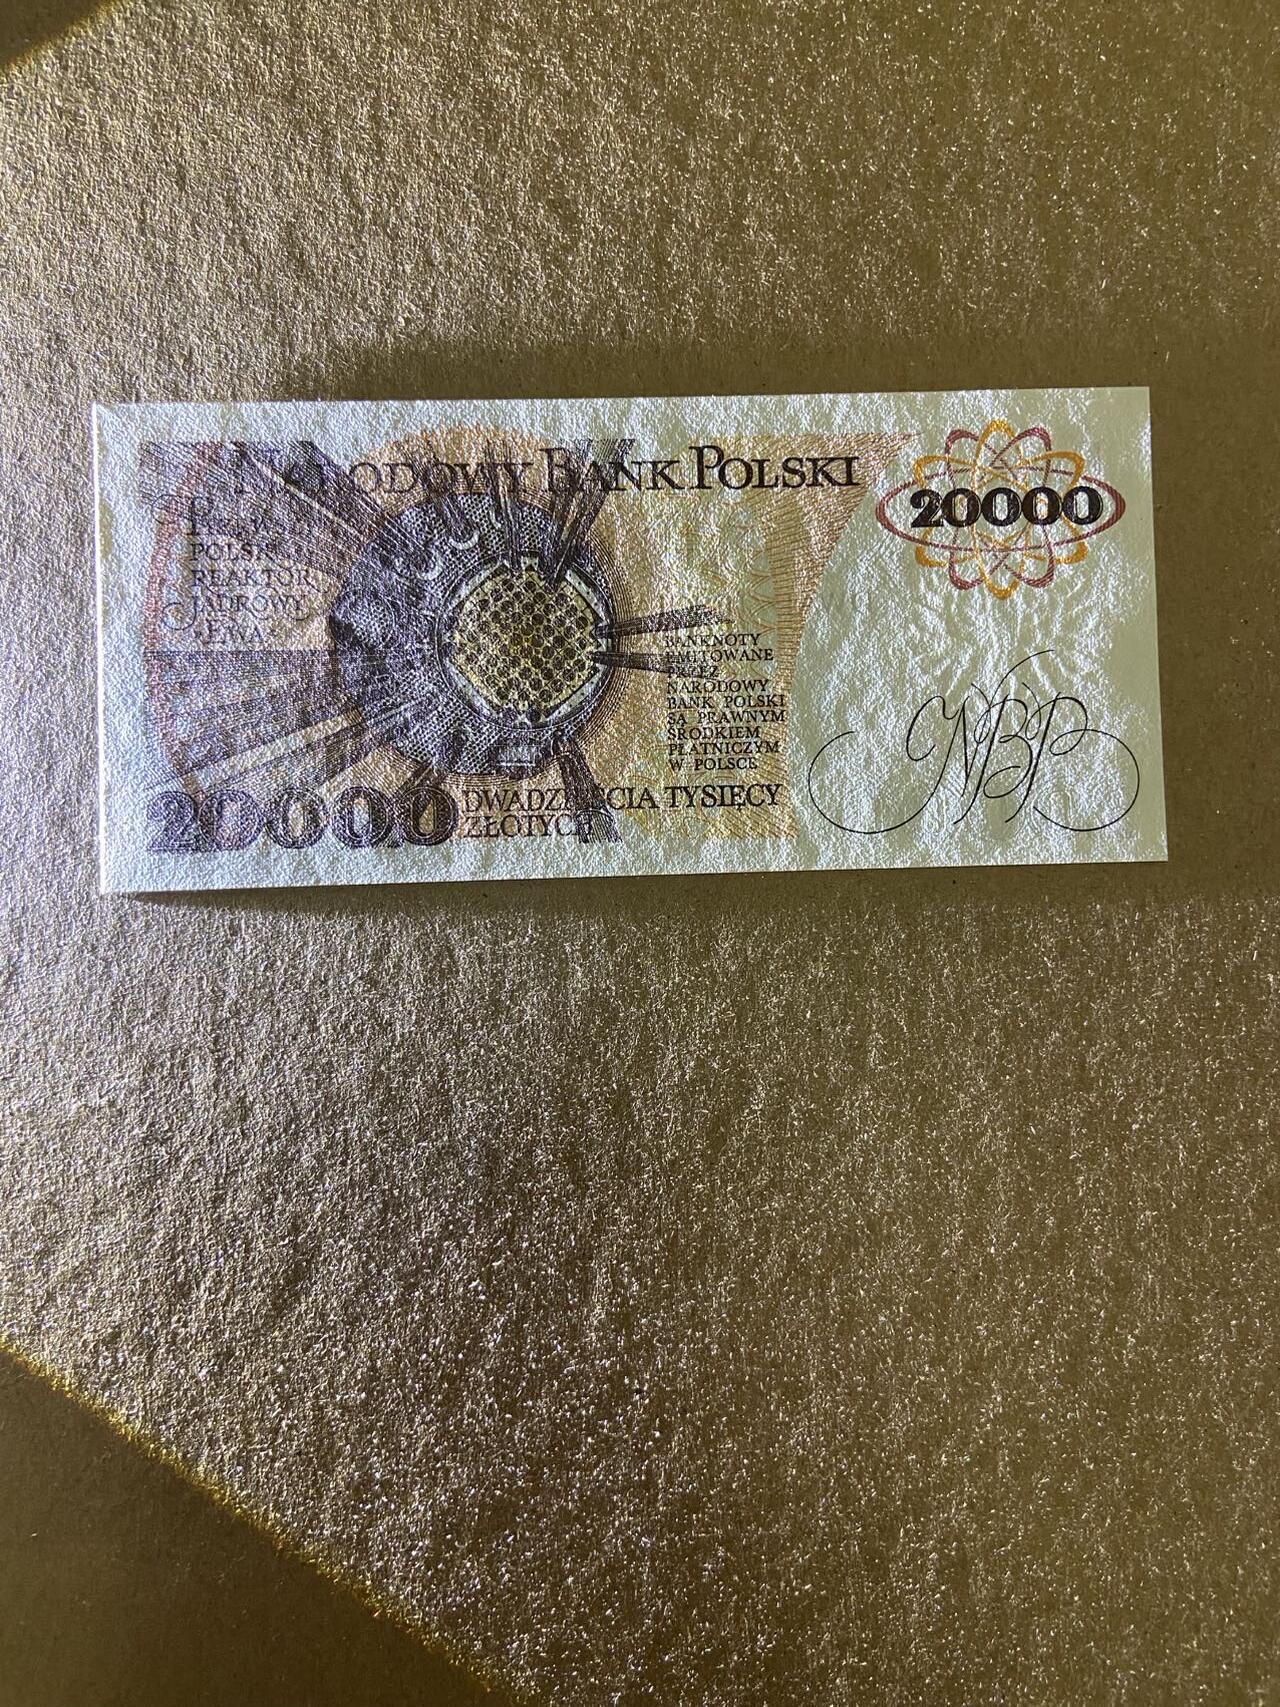 NARODOWY BANK POLSKI
20000
PIERWSZY
POLSKI
REAKTOR
JĄDROWY
"EWA"
BANKNOTY
EMITOWANE
PRZEZ
NARODOWY
BANK POLSKI
SĄ PRAWNYM
ŚRODKIEM
PŁATNICZYM
W POLSCE
NBP
20000 DWADZIEŚCIA TYSIĘCY
ZŁOTYCH